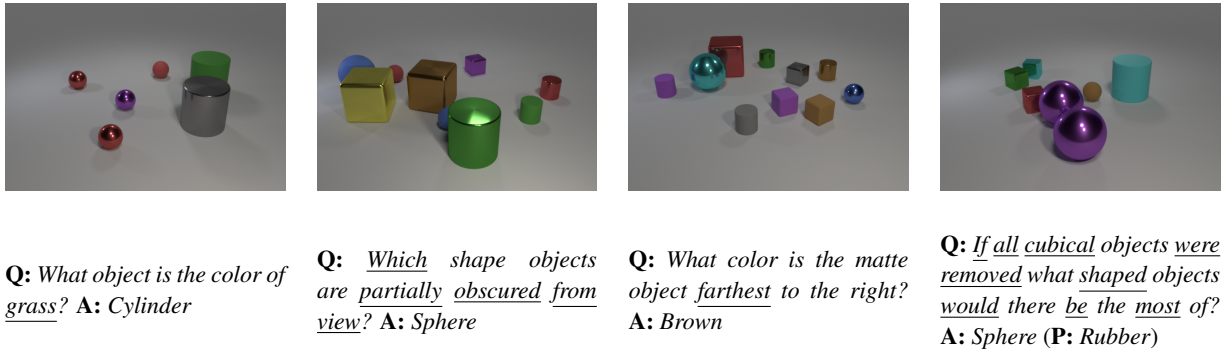 Q: What object is the color of
grass? A: Cylinder
Q: Which shape objects
are partially obscured from
view? A: Sphere
Q: What color is the matte
object farthest to the right?
A: Brown
Q: If all cubical objects were
removed what shaped objects
would there be the most of?
A: Sphere (P: Rubber)